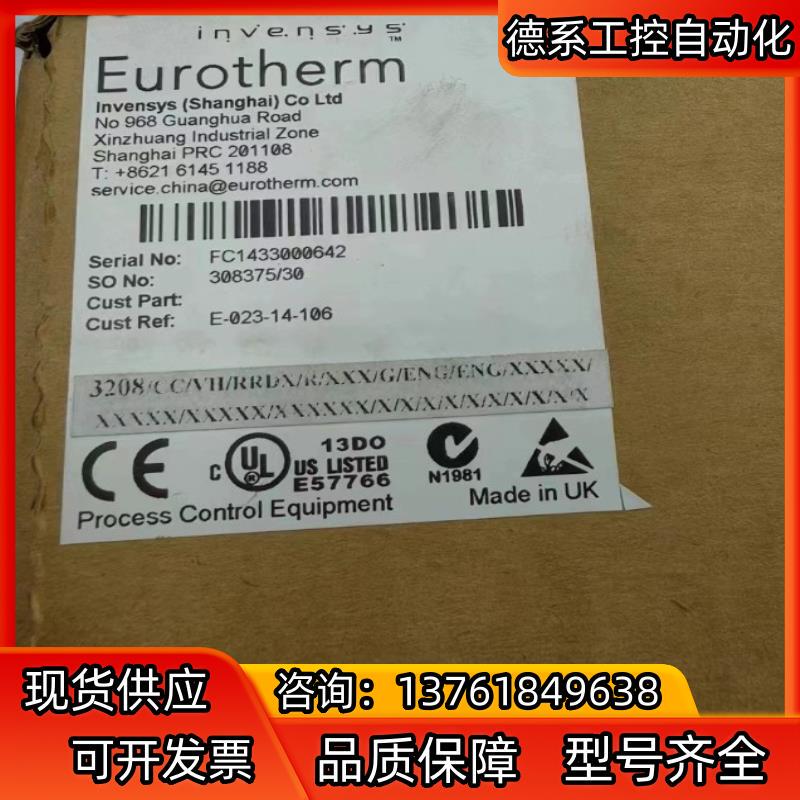 invensys™
德系工控自动化
Eurotherm
Invensys (Shanghai) Co Ltd
No 968 Guanghua Road
Xinzhuang Industrial Zone
Shanghai PRC 201108
T: +8621 6145 1188
service.china@eurotherm.com
Serial No: FC1433000642
SO No: 308375/30
Cust Part:
Cust Ref: E-023-14-106
3208/CC/VH/RRDX/R/XXX/G/ENG/ENG/XXXXX/
XXXXX/XXXXX/XXXXXX/X/X/X/X/X/X/X/X/X/X
CE
C UL US LISTED
13DO
E57766
N1981
Process Control Equipment
Made in UK
现货供应
咨询：13761849638
可开发票
品质保障
型号齐全